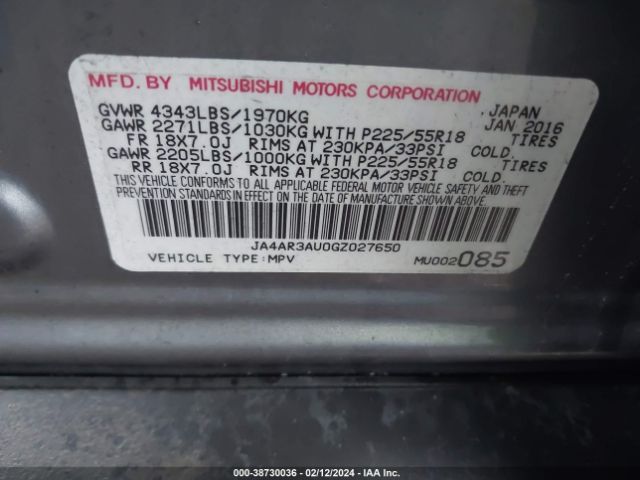 MFD. BY MITSUBISHI MOTORS CORPORATION
GVWR 4343LBS/1970KG JAPAN
GAWR 2271LBS/1030KG WITH P225/55R18 JAN 2016
FR 18X7.0J RIMS AT 230KPA/33PSI TIRES
GAWR 2205LBS/1000KG WITH P225/55R18 COLD.
RR 18X7.0J RIMS AT 230KPA/33PSI TIRES
COLD.
THIS VEHICLE CONFORMS TO ALL APPLICABLE FEDERAL MOTOR VEHICLE SAFETY AND THEFT
PREVENTION STANDARDS IN EFFECT ON THE DATE OF MANUFACTURE SHOWN ABOVE.
JA4AR3AU0GZ027650
VEHICLE TYPE:MPV MU002085
000-38730036 - 02/12/2024 - IAA Inc.